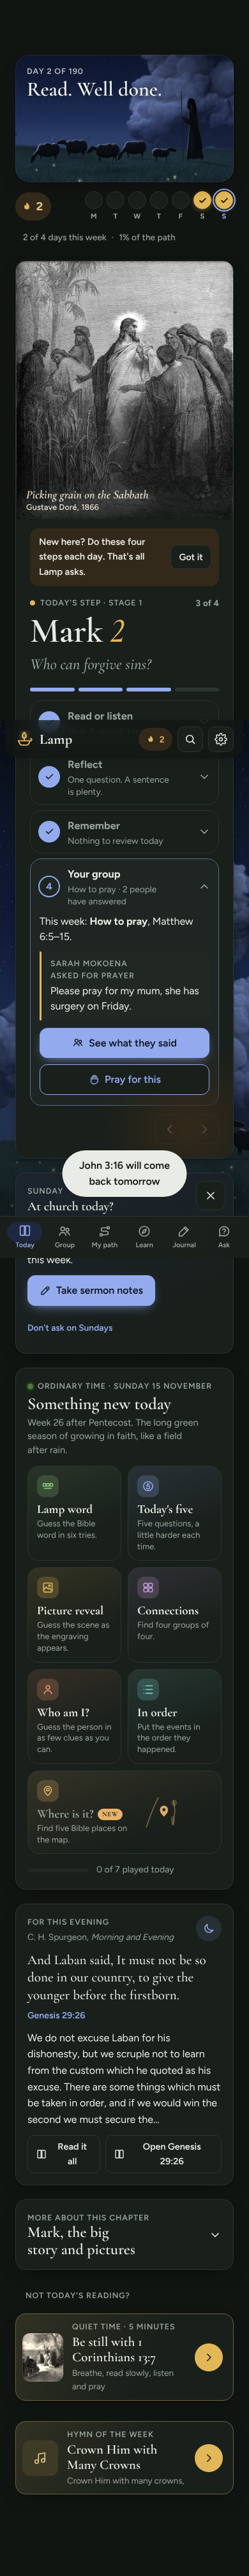 DAY 2 OF 190
Read. Well done.
2
M T W T F S S
2 of 4 days this week · 1% of the path
Picking grain on the Sabbath
Gustave Doré, 1866
New here? Do these four
steps each day. That's all
Lamp asks.
Got it
TODAY'S STEP · STAGE 1
3 of 4
Mark 2
Who can forgive sins?
Read or listen
Lamp
2
Reflect
One question. A sentence
is plenty.
Remember
Nothing to review today
4
Your group
How to pray · 2 people
have answered
This week: How to pray, Matthew
6:5–15.
SARAH MOKOENA
ASKED FOR PRAYER
Please pray for my mum, she has
surgery on Friday.
See what they said
Pray for this
John 3:16 will come
back tomorrow
SUNDAY
At church today?
Today
Group
My path
Learn
Journal
Ask
this week.
Take sermon notes
Don't ask on Sundays
ORDINARY TIME · SUNDAY 15 NOVEMBER
Something new today
Week 26 after Pentecost. The long green
season of growing in faith, like a field
after rain.
Lamp word
Guess the Bible
word in six tries.
Today's five
Five questions, a
little harder each
time.
Picture reveal
Guess the scene as
the engraving
appears.
Connections
Find four groups of
four.
Who am I?
Guess the person in
as few clues as you
can.
In order
Put the events in
the order they
happened.
Where is it? NEW
Find five Bible places on
the map.
0 of 7 played today
FOR THIS EVENING
C. H. Spurgeon, Morning and Evening
And Laban said, It must not be so
done in our country, to give the
younger before the firstborn.
Genesis 29:26
We do not excuse Laban for his
dishonesty, but we scruple not to learn
from the custom which he quoted as his
excuse. There are some things which must
be taken in order, and if we would win the
second we must secure the…
Read it
all
Open Genesis
29:26
MORE ABOUT THIS CHAPTER
Mark, the big
story and pictures
NOT TODAY'S READING?
QUIET TIME · 5 MINUTES
Be still with 1
Corinthians 13:7
Breathe, read slowly, listen
and pray
HYMN OF THE WEEK
Crown Him with
Many Crowns
Crown Him with many crowns,